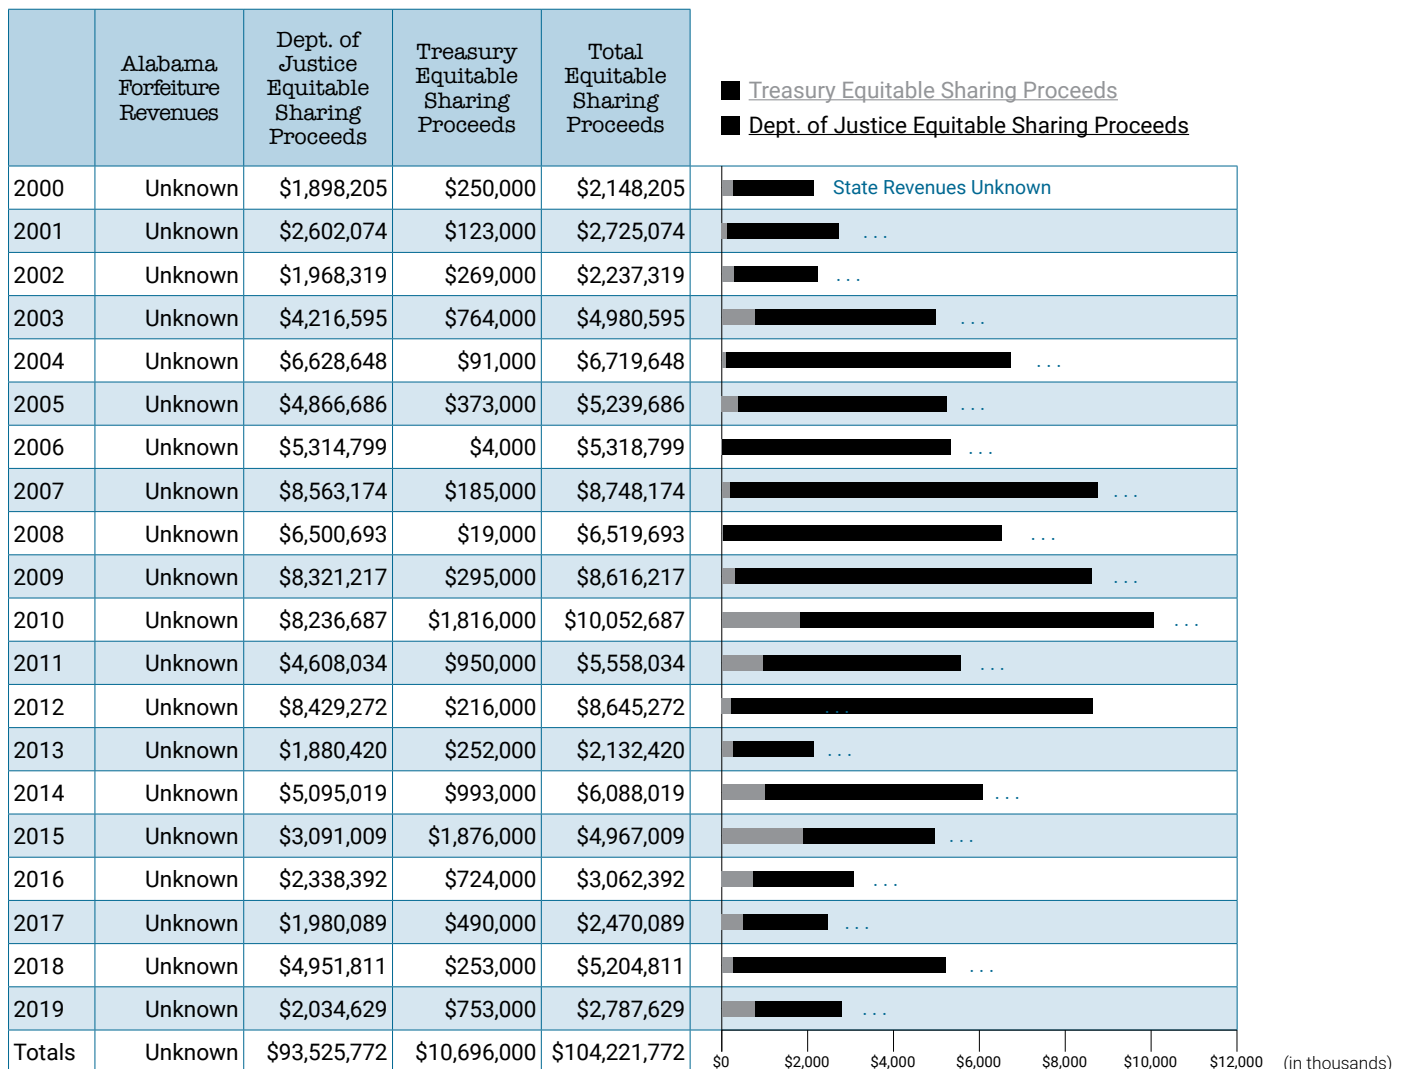 Alabama Forfeiture Revenues
Dept. of Justice Equitable Sharing Proceeds
Treasury Equitable Sharing Proceeds
Total Equitable Sharing Proceeds
Treasury Equitable Sharing Proceeds
Dept. of Justice Equitable Sharing Proceeds
2000 Unknown $1,898,205 $250,000 $2,148,205 State Revenues Unknown
2001 Unknown $2,602,074 $123,000 $2,725,074 ...
2002 Unknown $1,968,319 $269,000 $2,237,319 ...
2003 Unknown $4,216,595 $764,000 $4,980,595 ...
2004 Unknown $6,628,648 $91,000 $6,719,648 ...
2005 Unknown $4,866,686 $373,000 $5,239,686 ...
2006 Unknown $5,314,799 $4,000 $5,318,799 ...
2007 Unknown $8,563,174 $185,000 $8,748,174 ...
2008 Unknown $6,500,693 $19,000 $6,519,693 ...
2009 Unknown $8,321,217 $295,000 $8,616,217 ...
2010 Unknown $8,236,687 $1,816,000 $10,052,687 ...
2011 Unknown $4,608,034 $950,000 $5,558,034 ...
2012 Unknown $8,429,272 $216,000 $8,645,272 ...
2013 Unknown $1,880,420 $252,000 $2,132,420 ...
2014 Unknown $5,095,019 $993,000 $6,088,019 ...
2015 Unknown $3,091,009 $1,876,000 $4,967,009 ...
2016 Unknown $2,338,392 $724,000 $3,062,392 ...
2017 Unknown $1,980,089 $490,000 $2,470,089 ...
2018 Unknown $4,951,811 $253,000 $5,204,811 ...
2019 Unknown $2,034,629 $753,000 $2,787,629 ...
Totals Unknown $93,525,772 $10,696,000 $104,221,772
$0 $2,000 $4,000 $6,000 $8,000 $10,000 $12,000 (in thousands)